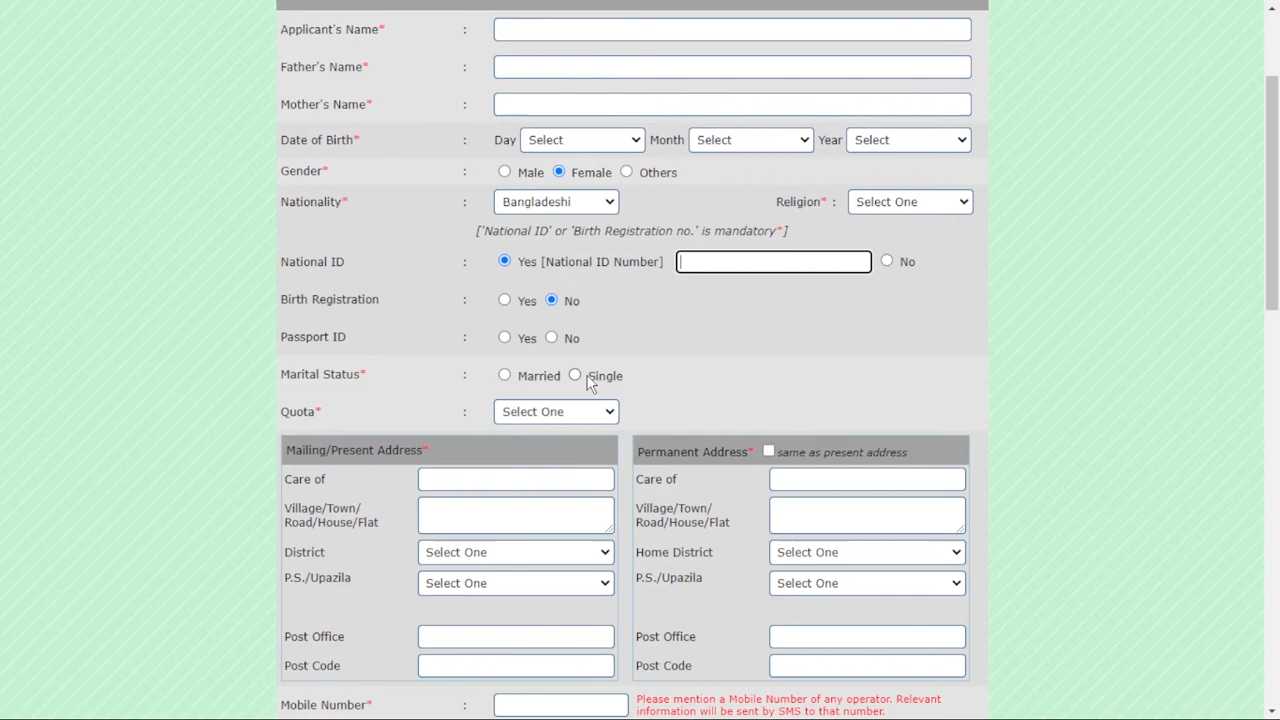 Applicant's Name* :
Father's Name* :
Mother's Name* :
Date of Birth* : Day Select Month Select Year Select
Gender* : Male Female Others
Nationality* : Bangladeshi Religion* : Select One
['National ID' or 'Birth Registration no.' is mandatory*]
National ID : Yes [National ID Number] No
Birth Registration : Yes No
Passport ID : Yes No
Marital Status* : Married Single
Quota* : Select One
Mailing/Present Address* Permanent Address* same as present address
Care of Care of
Village/Town/ Village/Town/
Road/House/Flat Road/House/Flat
District Select One Home District Select One
P.S./Upazila Select One P.S./Upazila Select One
Post Office Post Office
Post Code Post Code
Mobile Number* : Please mention a Mobile Number of any operator. Relevant
information will be sent by SMS to that number.